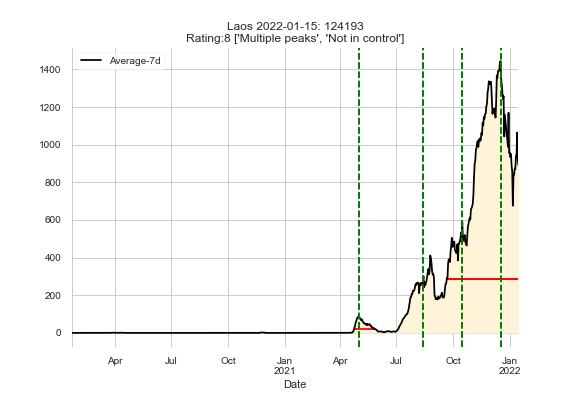 Laos 2022-01-15: 124193
Rating:8 ['Multiple peaks', 'Not in control']
Average-7d
1400
1200
1000
800
600
400
200
0
Apr Jul Oct Jan Apr Jul Oct Jan
2021 2022
Date